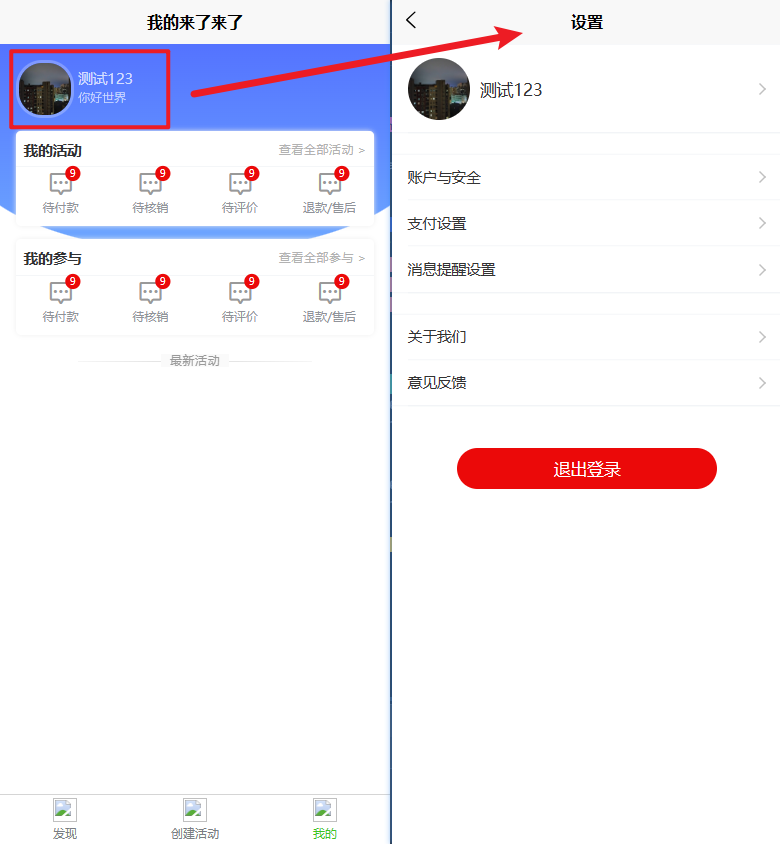 我的来了来了
测试123
你好世界
我的活动
查看全部活动 >
9
9
9
9
待付款
待核销
待评价
退款/售后
我的参与
查看全部参与 >
9
9
9
9
待付款
待核销
待评价
退款/售后
最新活动
发现
创建活动
我的
设置
测试123
账户与安全
支付设置
消息提醒设置
关于我们
意见反馈
退出登录